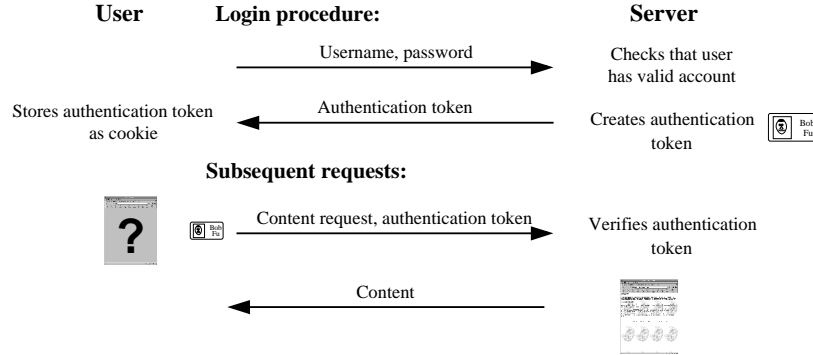 User Login procedure: Server
Username, password
Checks that user
has valid account
Authentication token
Stores authentication token
as cookie
Creates authentication
token
Bob
Fu
Subsequent requests:
?
Bob
Fu
Content request, authentication token
Verifies authentication
token
Content